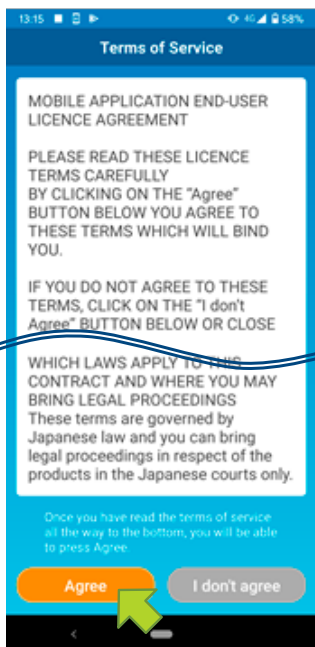 13:15 4G 58%
Terms of Service
MOBILE APPLICATION END-USER
LICENCE AGREEMENT
PLEASE READ THESE LICENCE
TERMS CAREFULLY
BY CLICKING ON THE "Agree"
BUTTON BELOW YOU AGREE TO
THESE TERMS WHICH WILL BIND
YOU.
IF YOU DO NOT AGREE TO THESE
TERMS, CLICK ON THE "I don't
Agree" BUTTON BELOW OR CLOSE
WHICH LAWS APPLY TO THIS
CONTRACT AND WHERE YOU MAY
BRING LEGAL PROCEEDINGS
These terms are governed by
Japanese law and you can bring
legal proceedings in respect of the
products in the Japanese courts only.
Once you have read the terms of service
all the way to the bottom, you will be able
to press Agree.
Agree I don't agree